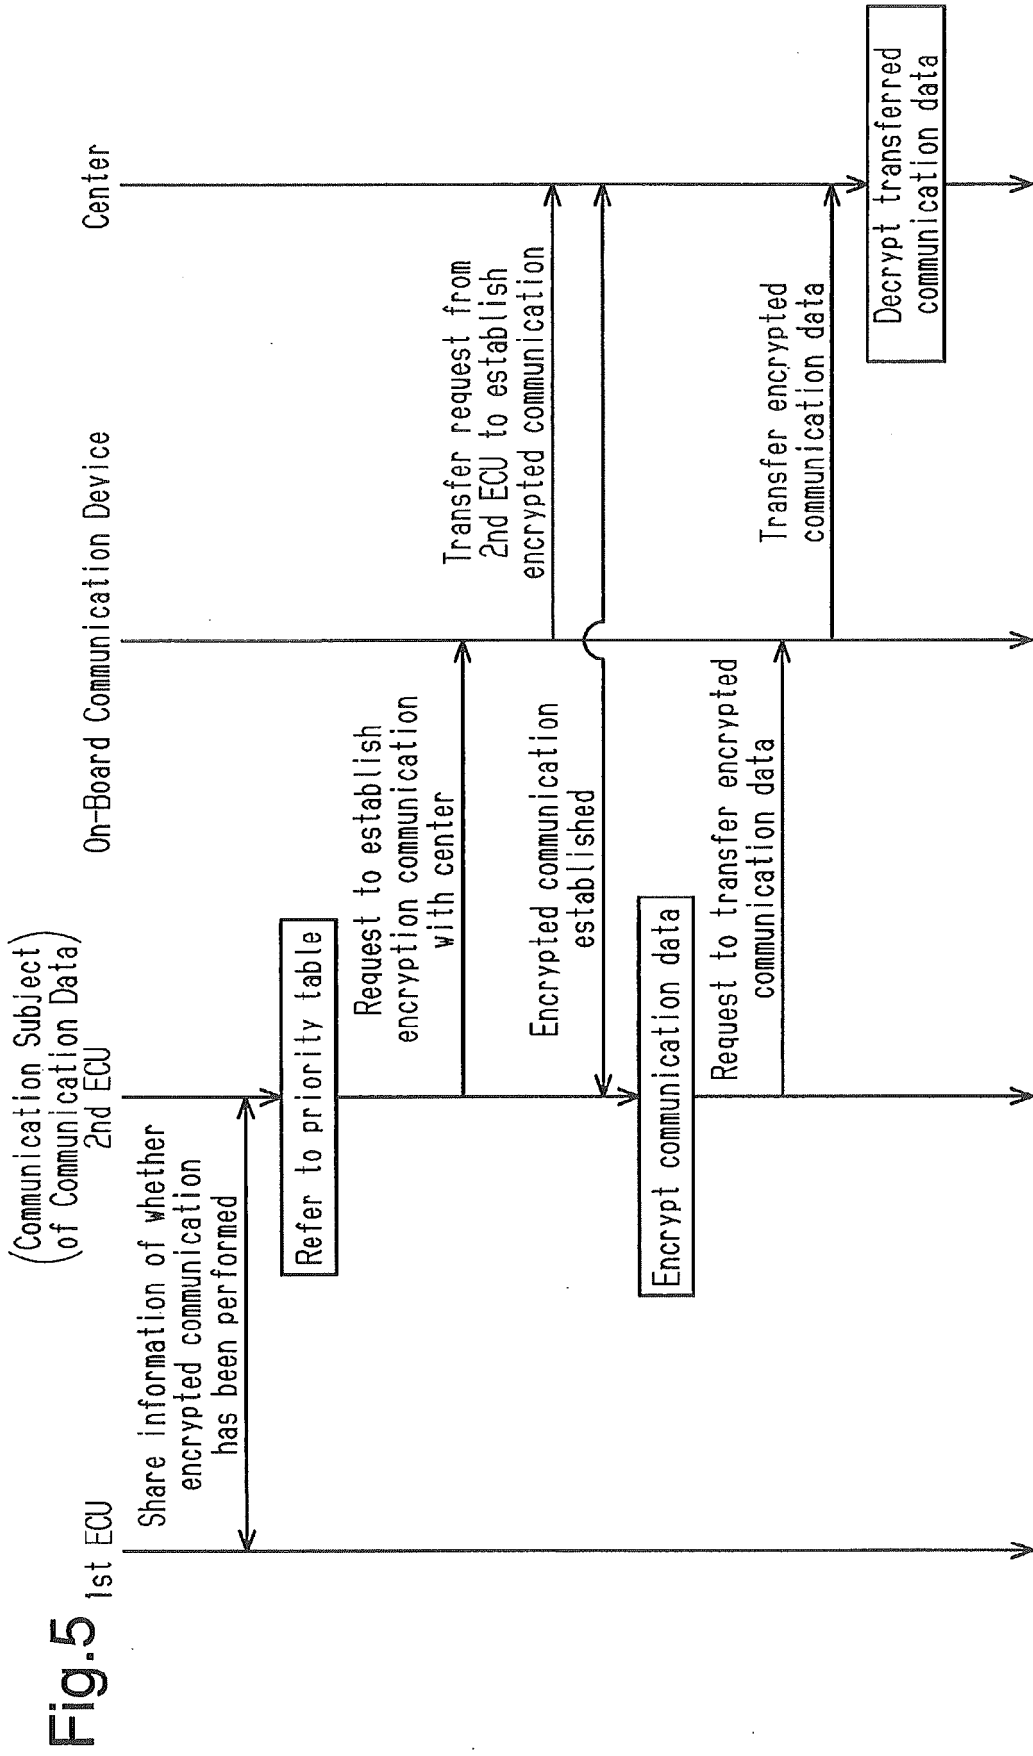 Fig.5
1st ECU
(Communication Subject
of Communication Data)
2nd ECU
On-Board Communication Device
Center
Share information of whether
encrypted communication
has been performed
Refer to priority table
Request to establish
encryption communication
with center
Transfer request from
2nd ECU to establish
encrypted communication
Encrypted communication
established
Encrypt communication data
Request to transfer encrypted
communication data
Transfer encrypted
communication data
Decrypt transferred
communication data